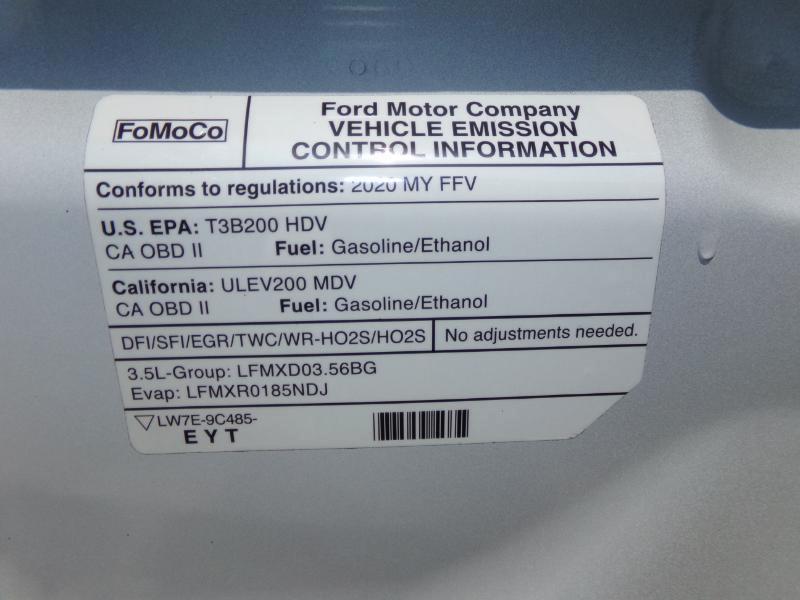 FoMoCo
Ford Motor Company
VEHICLE EMISSION
CONTROL INFORMATION
Conforms to regulations: 2020 MY FFV
U.S. EPA: T3B200 HDV
CA OBD II Fuel: Gasoline/Ethanol
California: ULEV200 MDV
CA OBD II Fuel: Gasoline/Ethanol
DFI/SFI/EGR/TWC/WR-HO2S/HO2S No adjustments needed.
3.5L-Group: LFMXD03.56BG
Evap: LFMXR0185NDJ
LW7E-9C485-
EYT